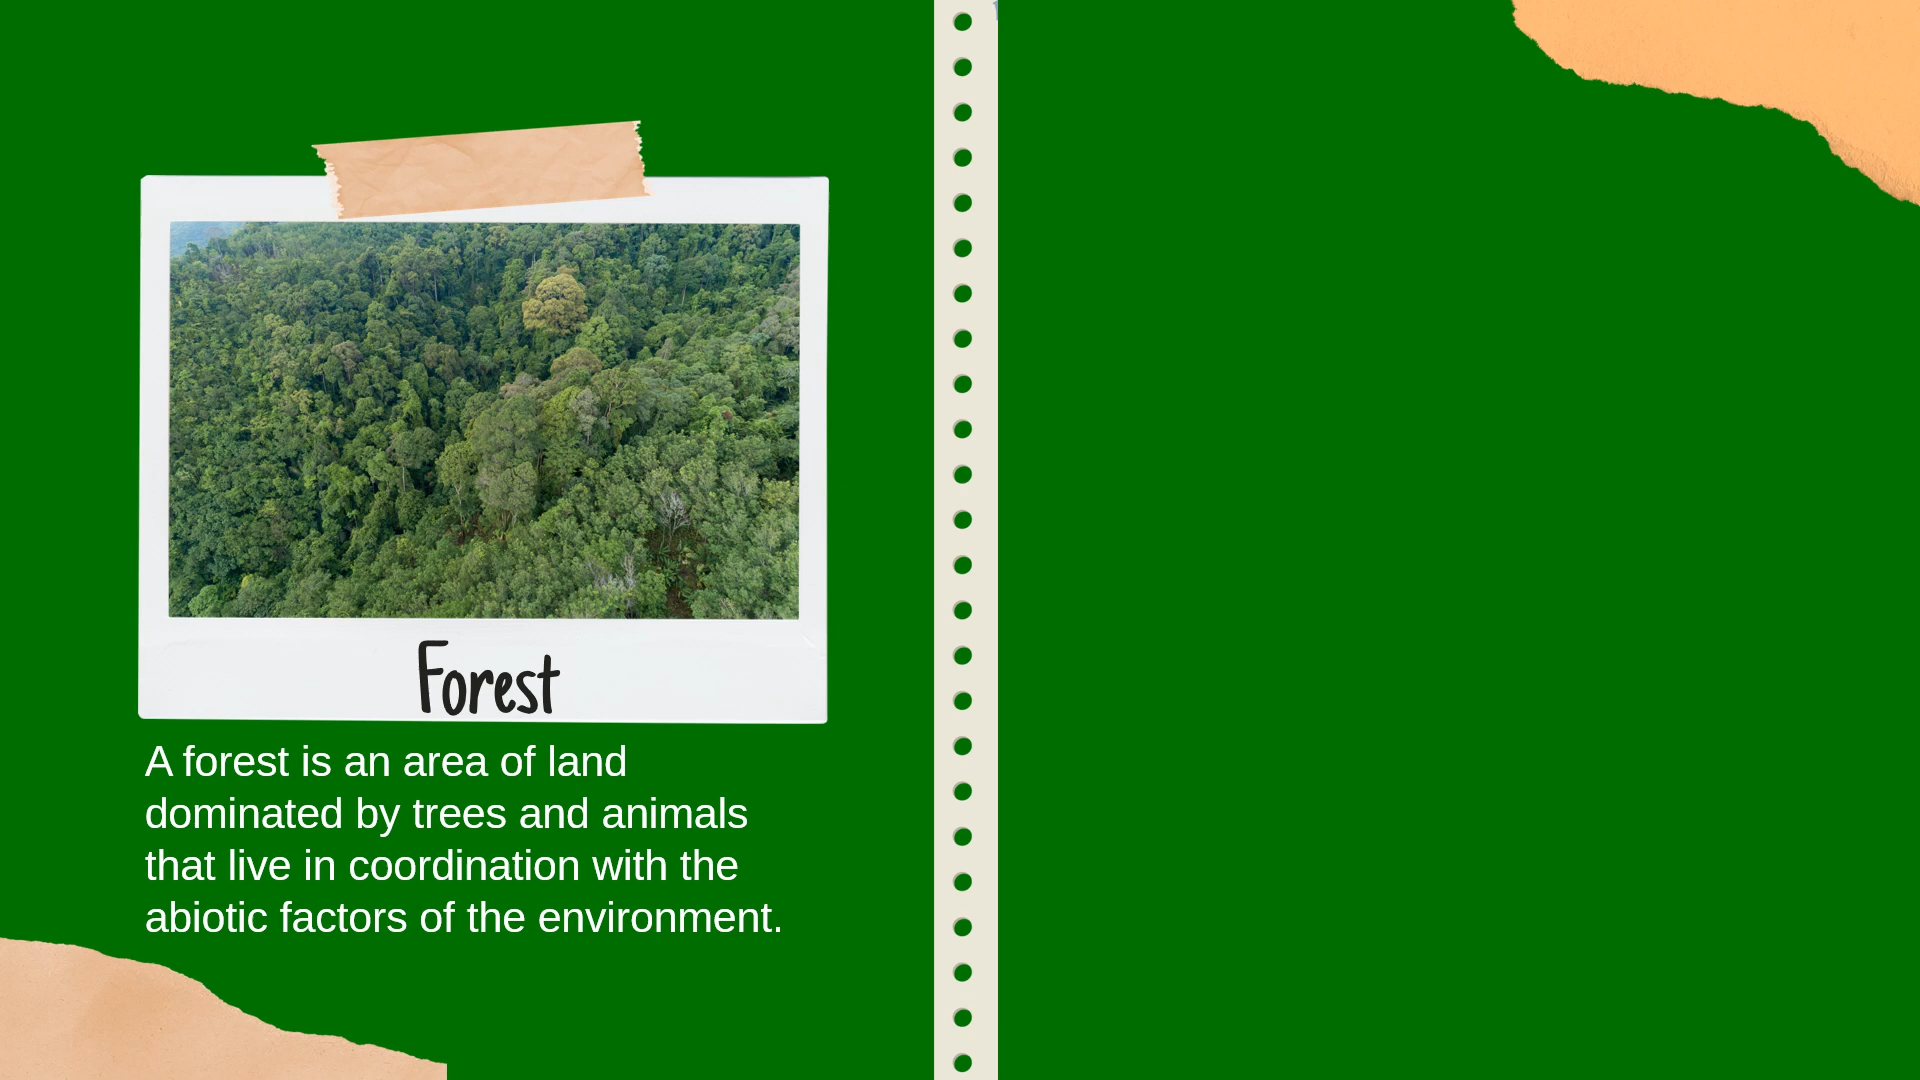 Forest
A forest is an area of land
dominated by trees and animals
that live in coordination with the
abiotic factors of the environment.